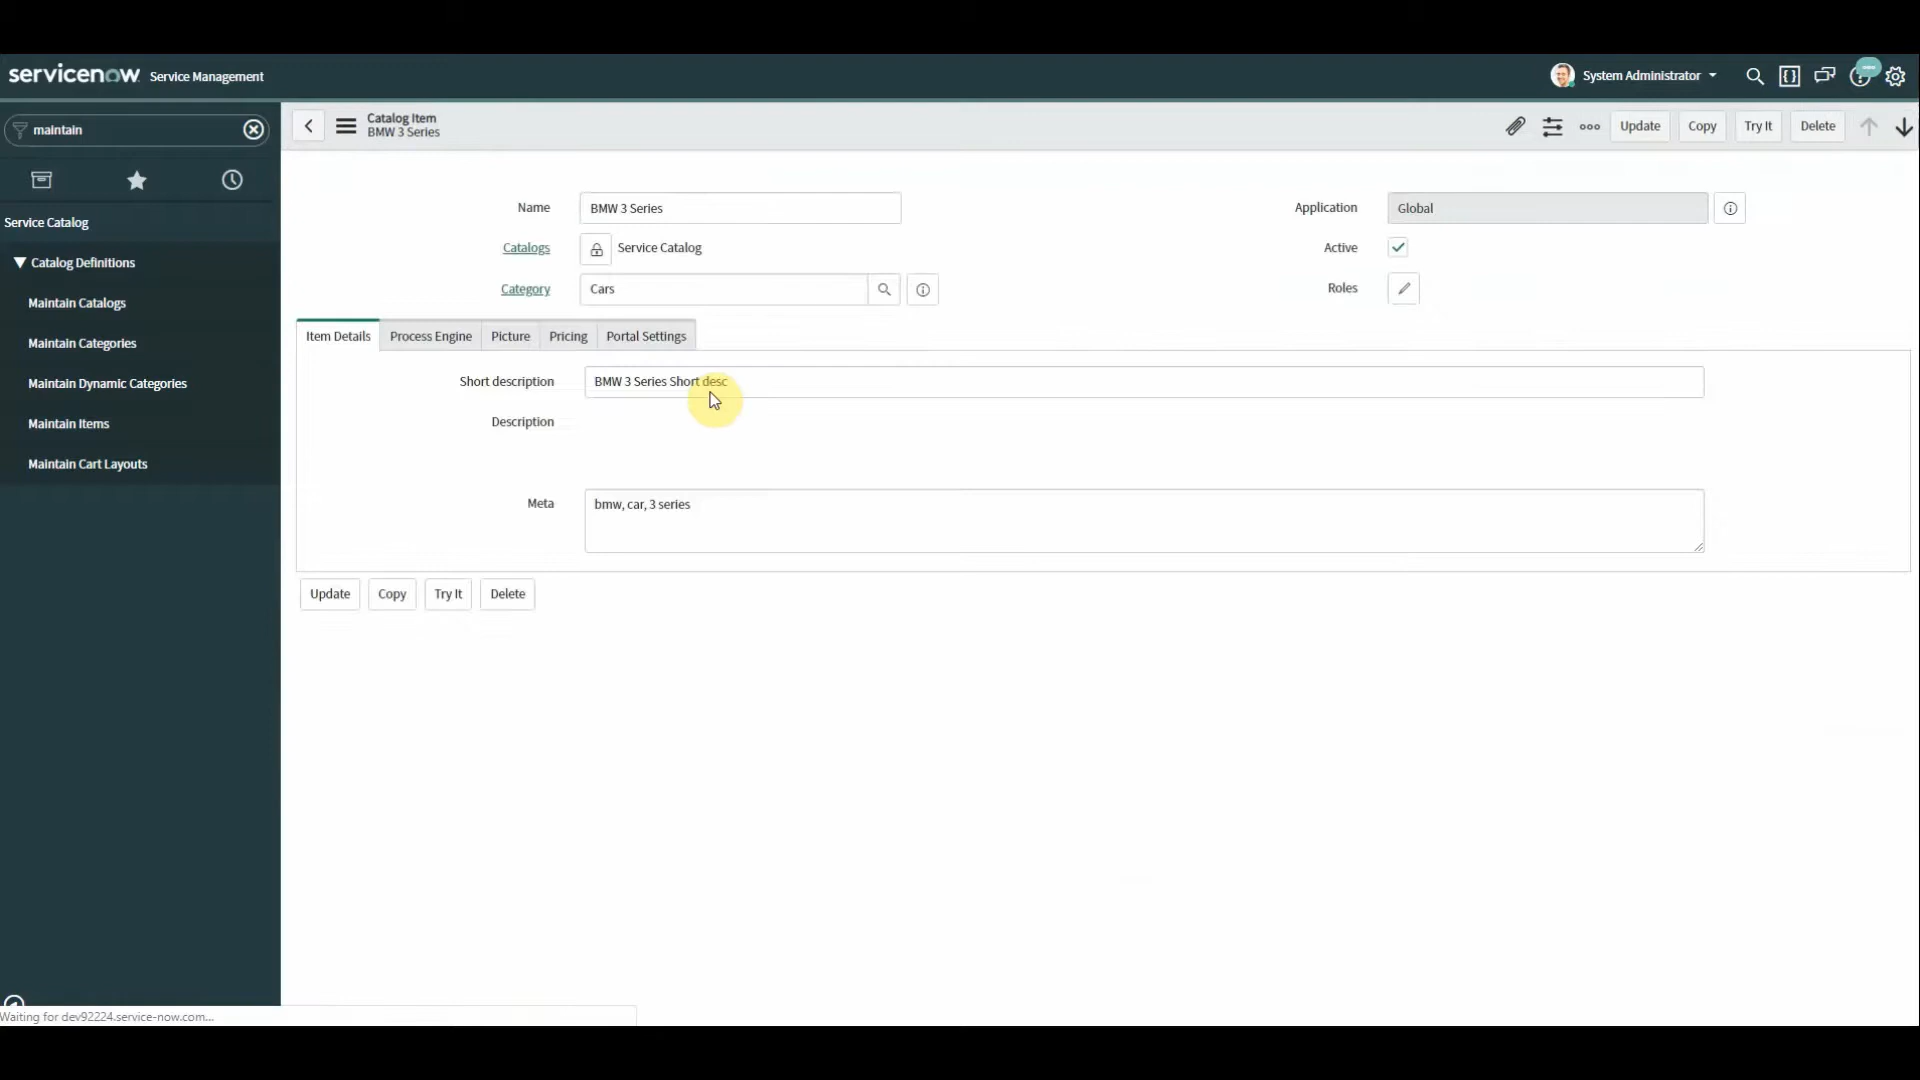 servicenow Service Management
System Administrator
maintain
Catalog Item
BMW 3 Series
Update
Copy
Try It
Delete
Service Catalog
Catalog Definitions
Maintain Catalogs
Maintain Categories
Maintain Dynamic Categories
Maintain Items
Maintain Cart Layouts
Name
BMW 3 Series
Application
Global
Catalogs
Service Catalog
Active
Category
Cars
Roles
Item Details
Process Engine
Picture
Pricing
Portal Settings
Short description
BMW 3 Series Short desc
Description
Meta
bmw, car, 3 series
Update
Copy
Try It
Delete
Waiting for dev92224.service-now.com...